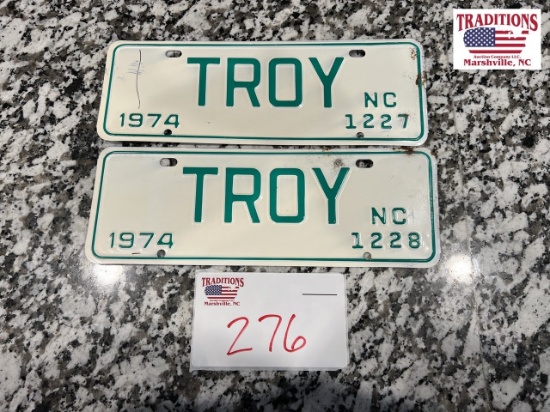 TRADITIONS
Auction Company LLC
Marshville, NC
TROY
NC
1974
1227
TROY
NC
1974
1228
TRADITIONS
Marshville, NC
276